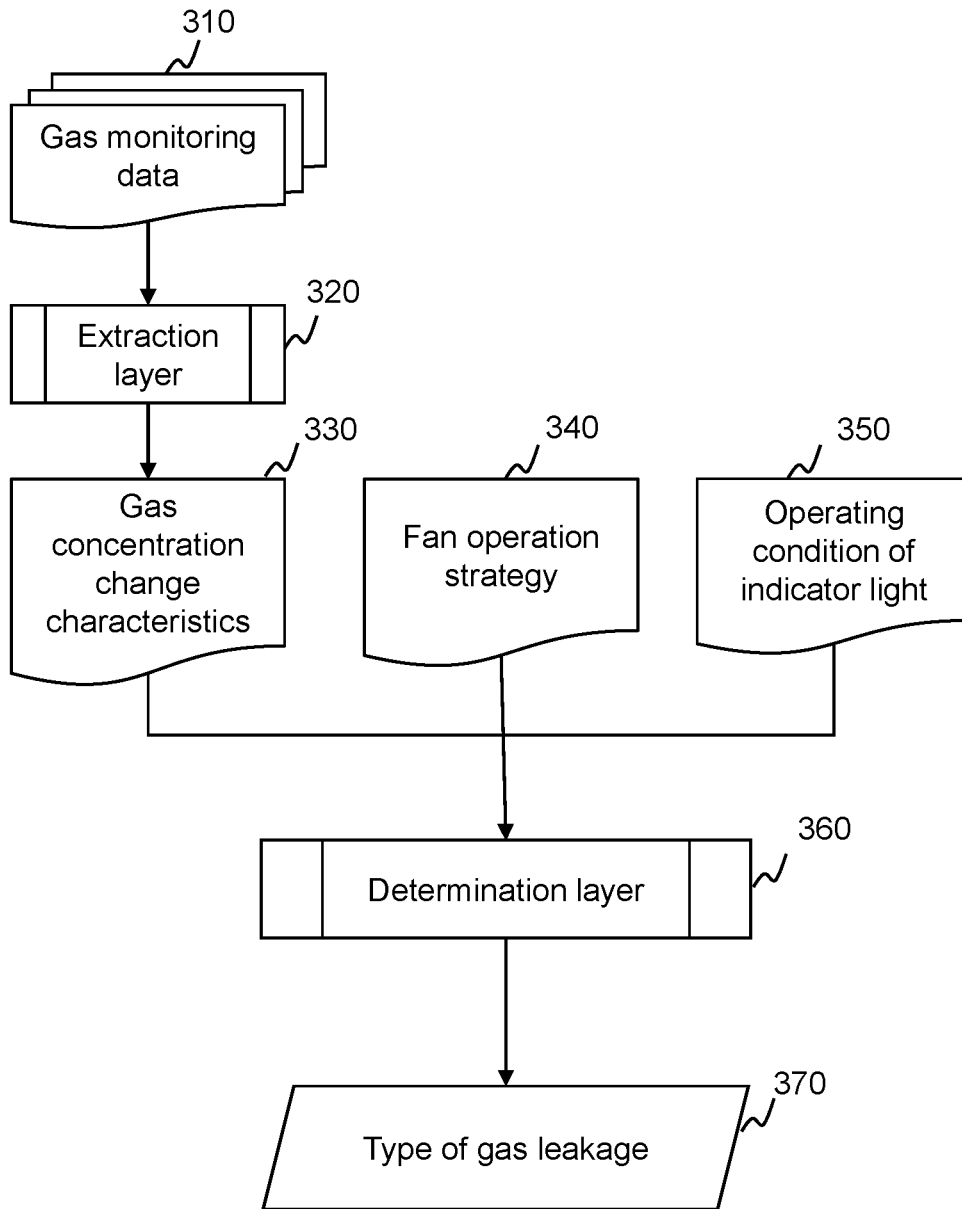 310
Gas monitoring
data
320
Extraction
layer
330
Gas
concentration
change
characteristics
340
Fan operation
strategy
350
Operating
condition of
indicator light
360
Determination layer
370
Type of gas leakage